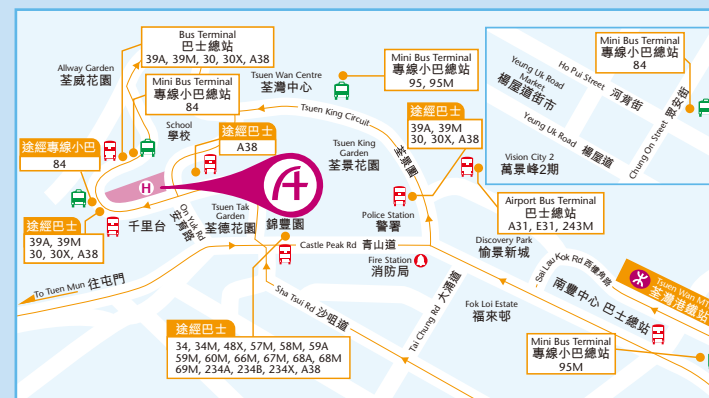 Bus Terminal
巴士總站
39A, 39M, 30, 30X, A38
Allway Garden
荃威花園
Mini Bus Terminal
專線小巴總站
84
School
學校
途經專線小巴
84
途經巴士
39A, 39M
30, 30X, A38
途經巴士
A38
H
千里台
On Yuk Rd
安育路
Tsuen Tak
Garden
荃德花園
錦豐園
Tsuen Wan Centre
荃灣中心
Tsuen King Circuit
荃景圍
Mini Bus Terminal
專線小巴總站
95, 95M
途經巴士
39A, 39M
30, 30X, A38
Tsuen King
Garden
荃景花園
Police Station
警署
Castle Peak Rd 青山道
Fire Station
消防局
To Tuen Mun 往屯門
Sha Tsui Rd 沙咀道
途經巴士
34, 34M, 48X, 57M, 58M, 59A
59M, 60M, 66M, 67M, 68A, 68M
69M, 234A, 234B, 234X, A38
Tai Chung Rd 大涌道
Fok Loi Estate
福來邨
Discovery Park
愉景新城
Airport Bus Terminal
巴士總站
A31, E31, 243M
Sai Lau Kok Rd 西樓角路
南豐中心 巴士總站
Tsuen Wan MT
荃灣港鐵站
Mini Bus Terminal
專線小巴總站
95M
Yeung Uk Road
Market
楊屋道街市
Ho Pui Street 河背街
Yeung Uk Road 楊屋道
Vision City 2
萬景峰2期
Chung On Street 眾安街
Mini Bus Terminal
專線小巴總站
84